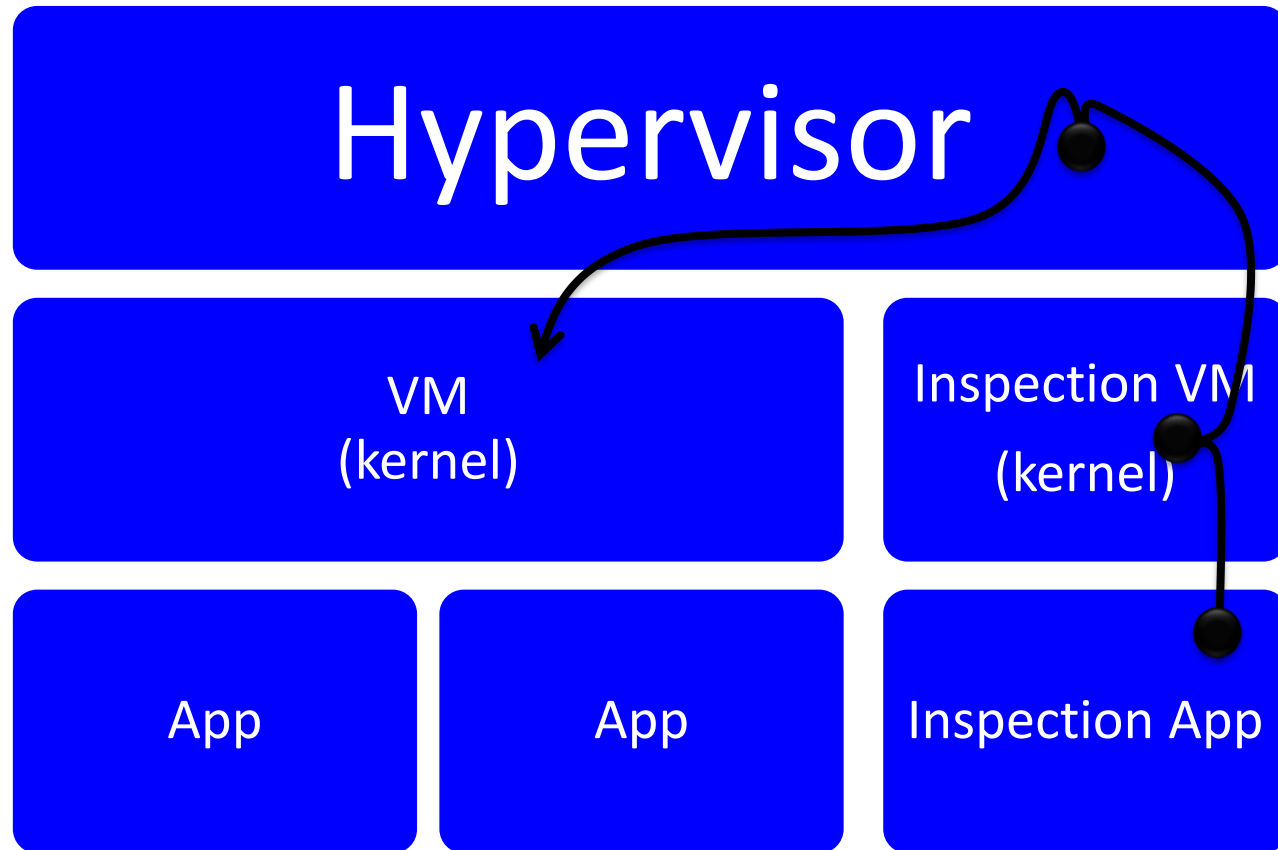 Hypervisor
VM
(kernel)
Inspection VM
(kernel)
App
App
Inspection App